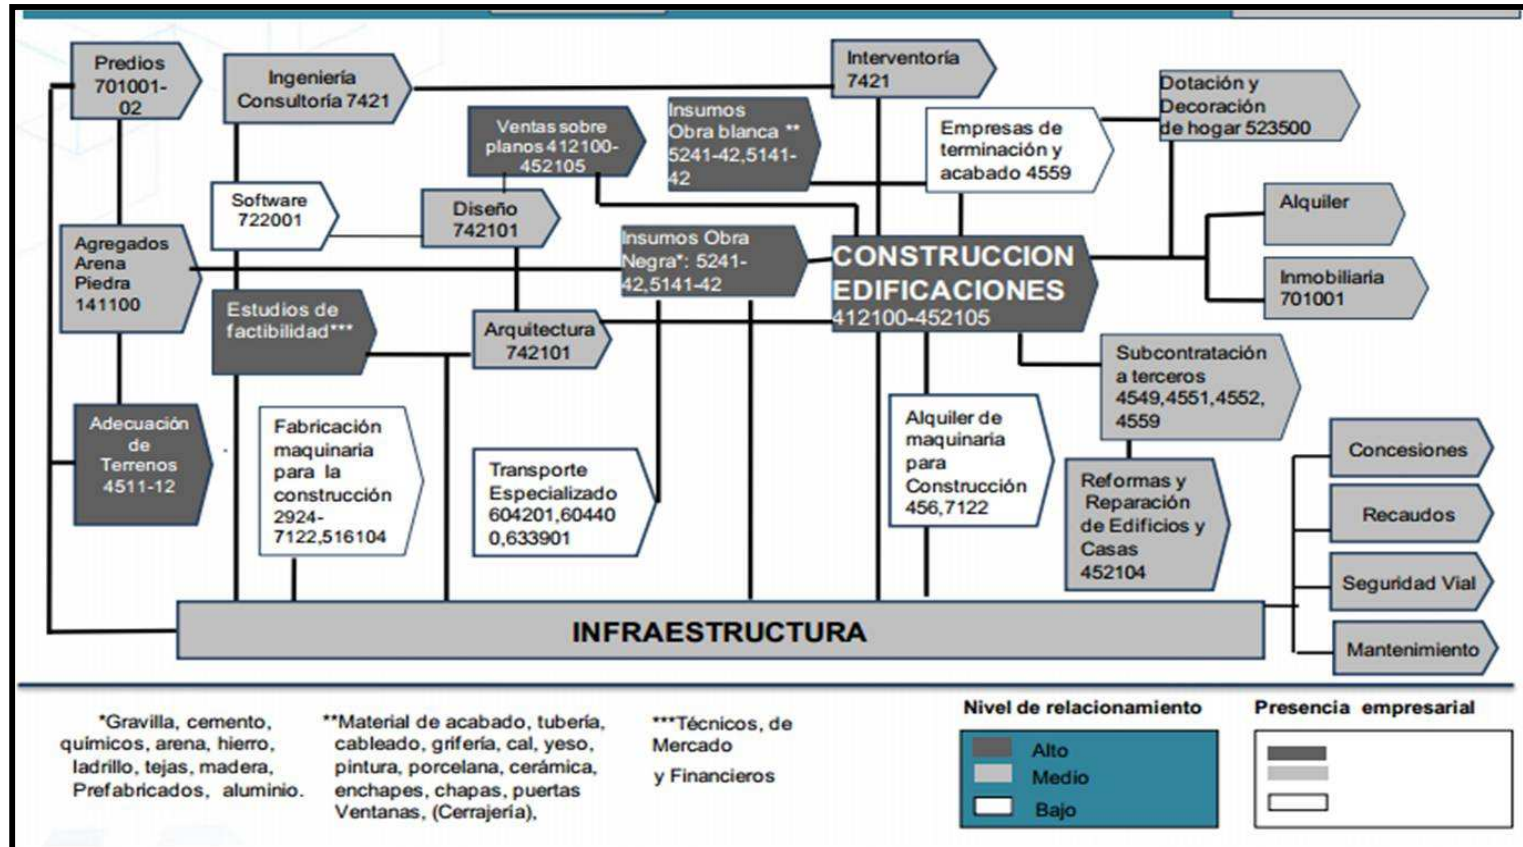 Predios
701001-
02
Ingeniería
Consultoría 7421
Interventoría
7421
Dotación y
Decoración
de hogar 523500
Ventas sobre
planos 412100-
452105
Insumos
Obra blanca **
5241-42,5141-
42
Empresas de
terminación y
acabado 4559
Software
722001
Diseño
742101
Alquiler
Agregados
Arena
Piedra
141100
Insumos Obra
Negra*: 5241-
42,5141-42
CONSTRUCCION
EDIFICACIONES
412100-452105
Inmobiliaria
701001
Estudios de
factibilidad***
Arquitectura
742101
Subcontratación
a terceros
4549,4551,4552,
4559
Adecuación
de
Terrenos
4511-12
Fabricación
maquinaria
para la
construcción
2924-
7122,516104
Transporte
Especializado
604201,60440
0,633901
Alquiler de
maquinaria
para
Construcción
456,7122
Reformas y
Reparación
de Edificios y
Casas
452104
Concesiones
Recaudos
Seguridad Vial
Mantenimiento
INFRAESTRUCTURA
*Gravilla, cemento,
químicos, arena, hierro,
ladrillo, tejas, madera,
Prefabricados, aluminio.
**Material de acabado, tubería,
cableado, grifería, cal, yeso,
pintura, porcelana, cerámica,
enchapes, chapas, puertas
Ventanas, (Cerrajería),
***Técnicos, de
Mercado
y Financieros
Nivel de relacionamiento
Alto
Medio
Bajo
Presencia empresarial